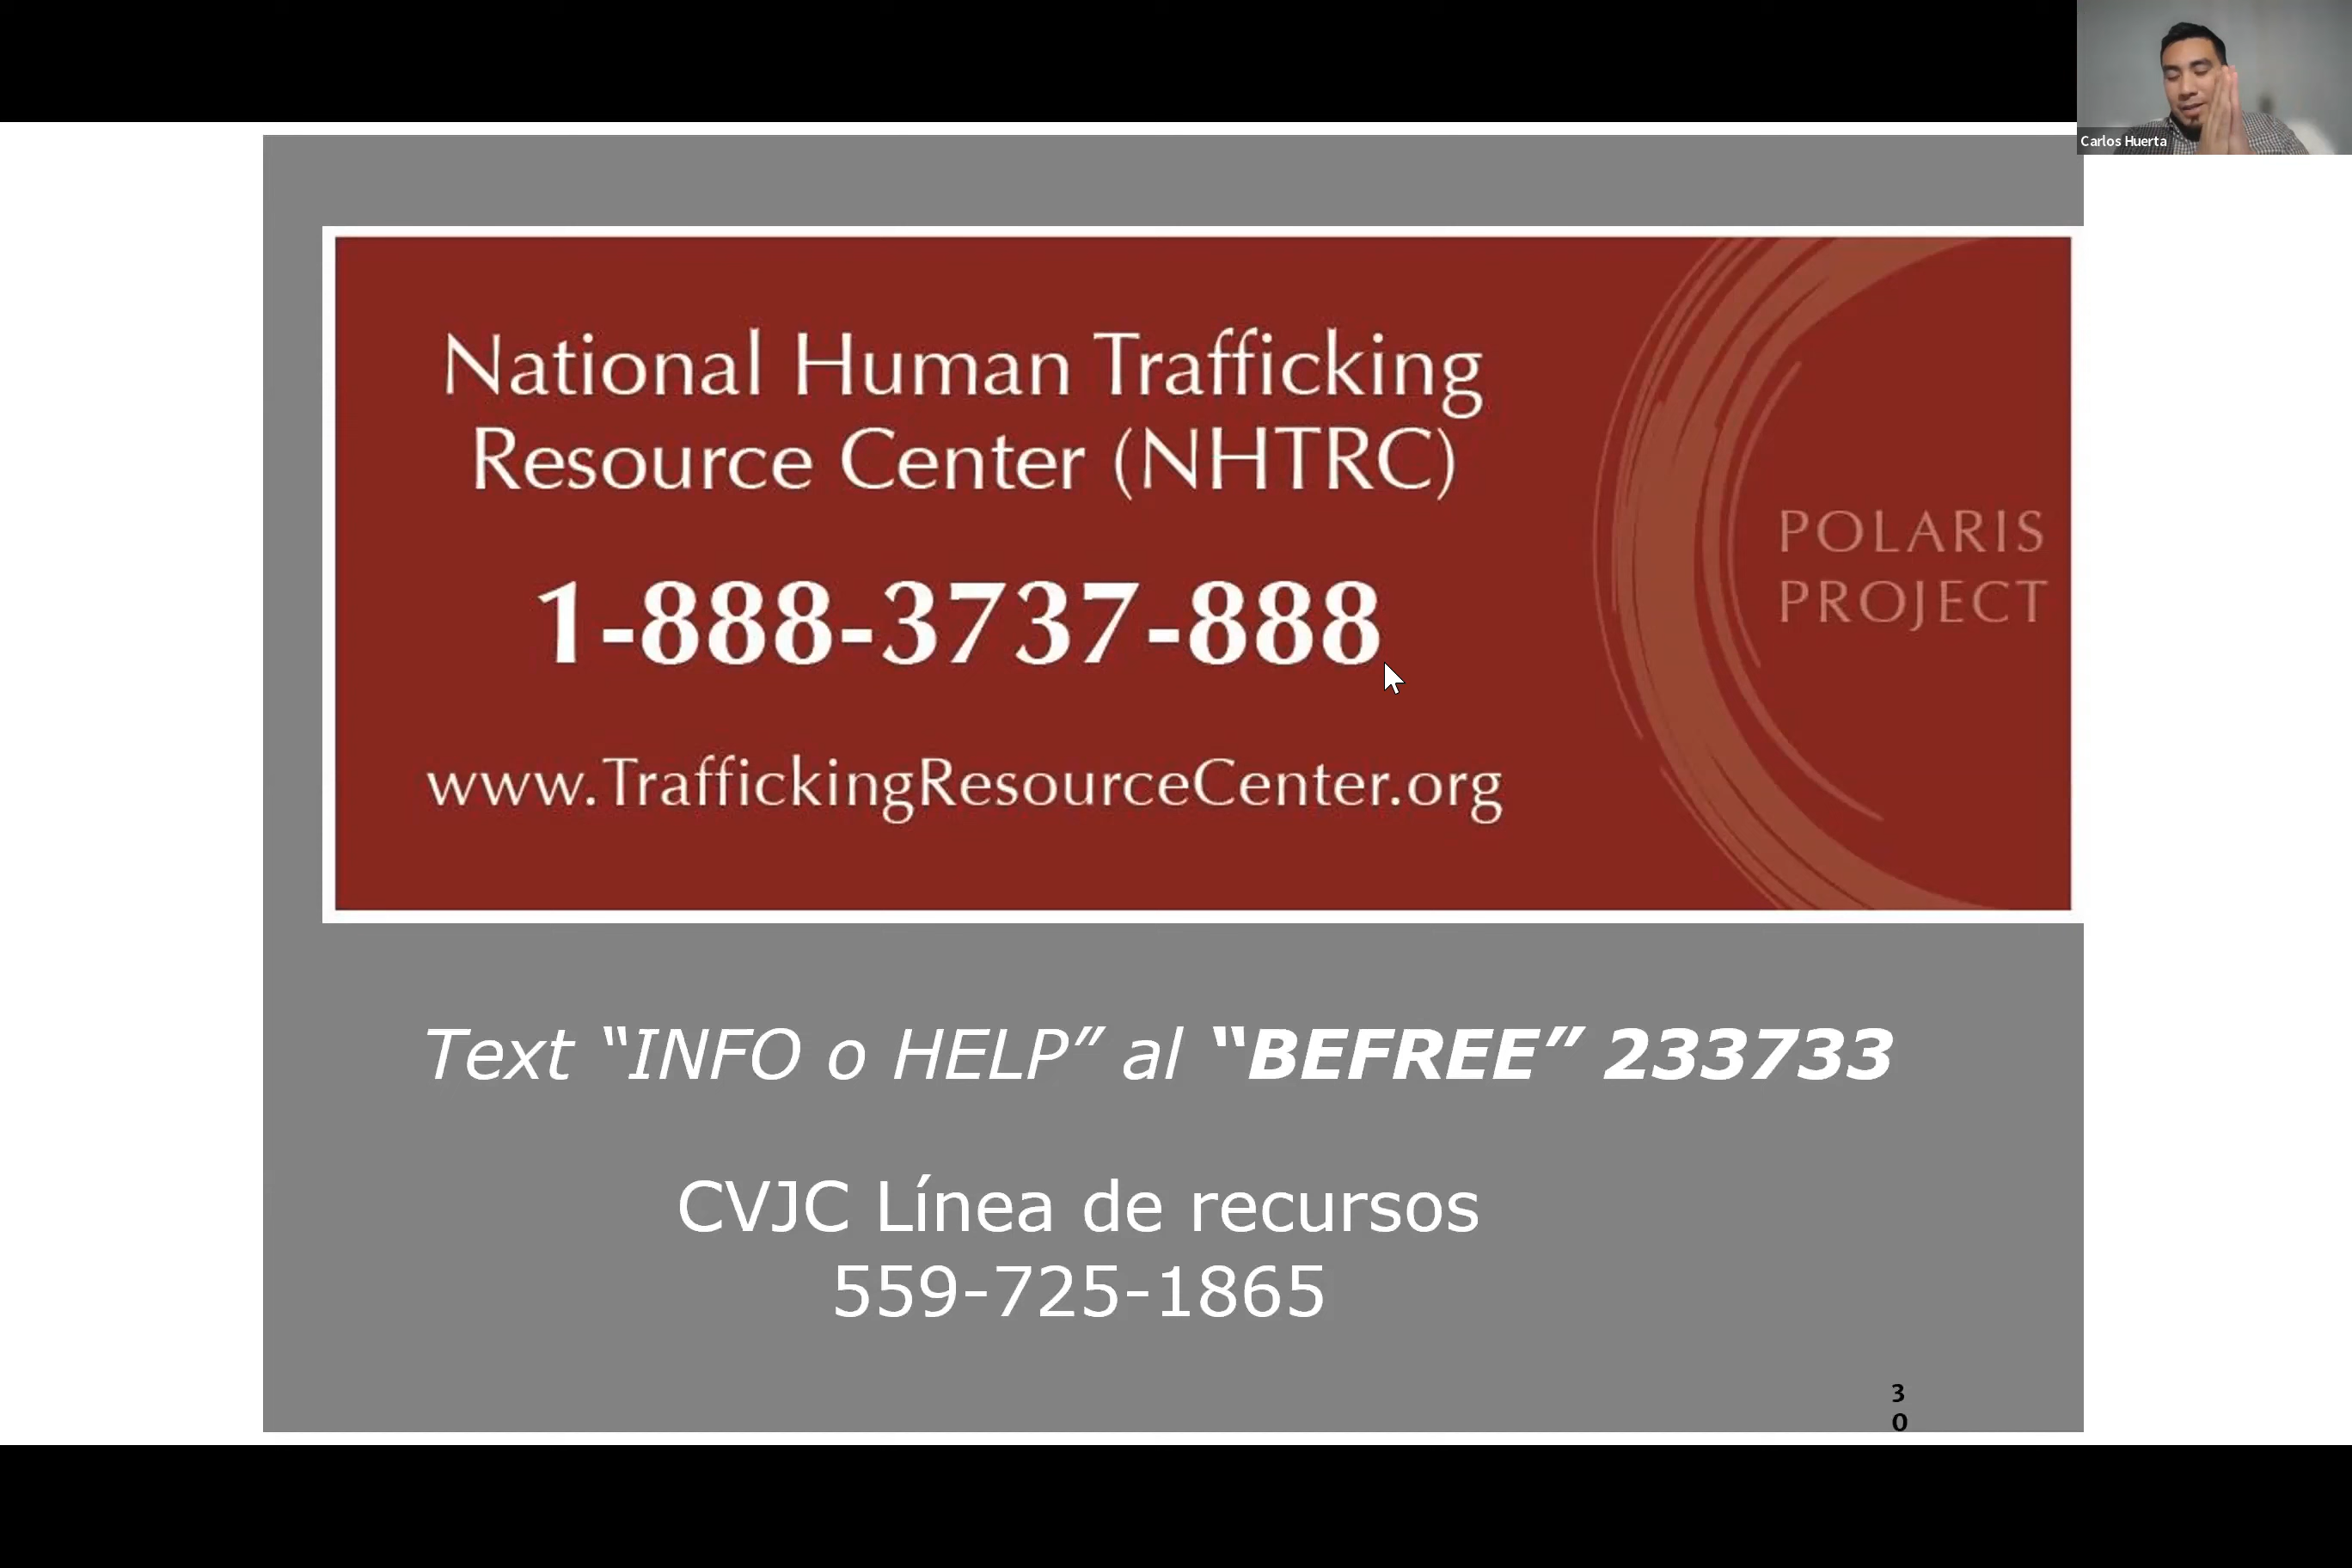 Carlos Huerta
National Human Trafficking
Resource Center (NHTRC)
1-888-3737-888
www.TraffickingResourceCenter.org
POLARIS
PROJECT
Text “INFO o HELP” al “BEFREE” 233733
CVJC Línea de recursos
559-725-1865
3
0